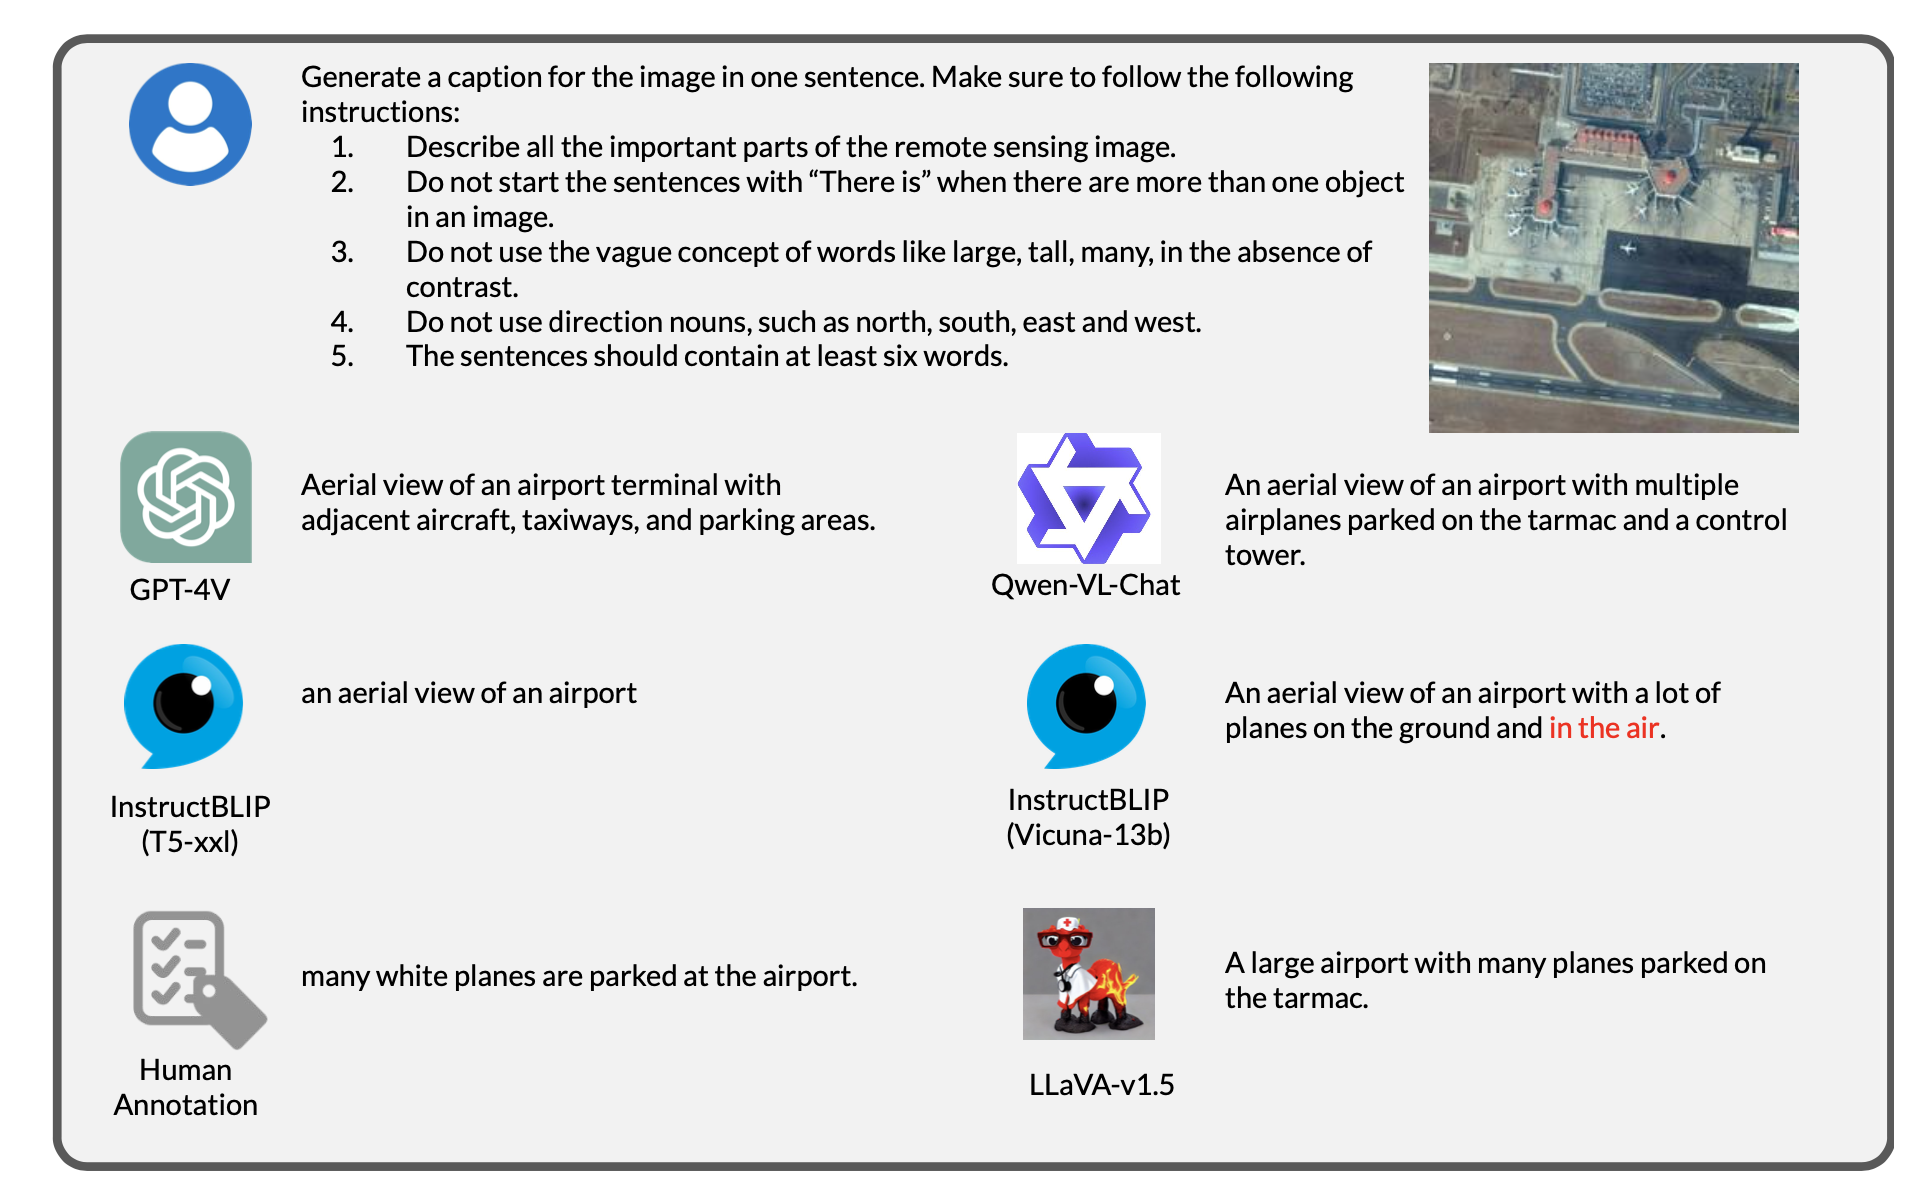 Generate a caption for the image in one sentence. Make sure to follow the following
instructions:
1. Describe all the important parts of the remote sensing image.
2. Do not start the sentences with “There is” when there are more than one object
in an image.
3. Do not use the vague concept of words like large, tall, many, in the absence of
contrast.
4. Do not use direction nouns, such as north, south, east and west.
5. The sentences should contain at least six words.
Aerial view of an airport terminal with
adjacent aircraft, taxiways, and parking areas.
GPT-4V
An aerial view of an airport with multiple
airplanes parked on the tarmac and a control
tower.
Qwen-VL-Chat
an aerial view of an airport
InstructBLIP
(T5-xxl)
An aerial view of an airport with a lot of
planes on the ground and in the air.
InstructBLIP
(Vicuna-13b)
many white planes are parked at the airport.
Human
Annotation
A large airport with many planes parked on
the tarmac.
LLaVA-v1.5